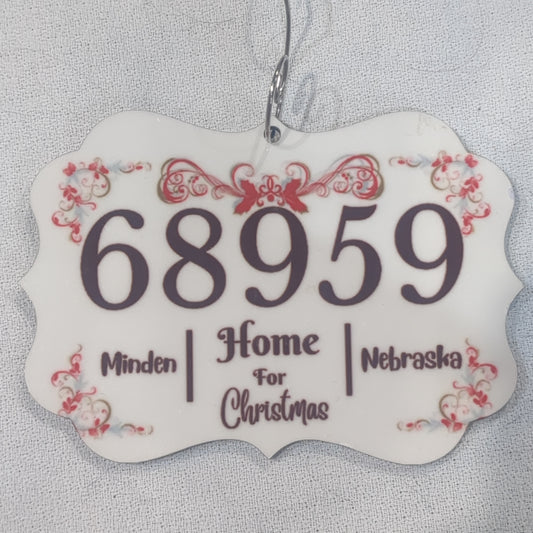 68959
Minden
Home
For
Christmas
Nebraska